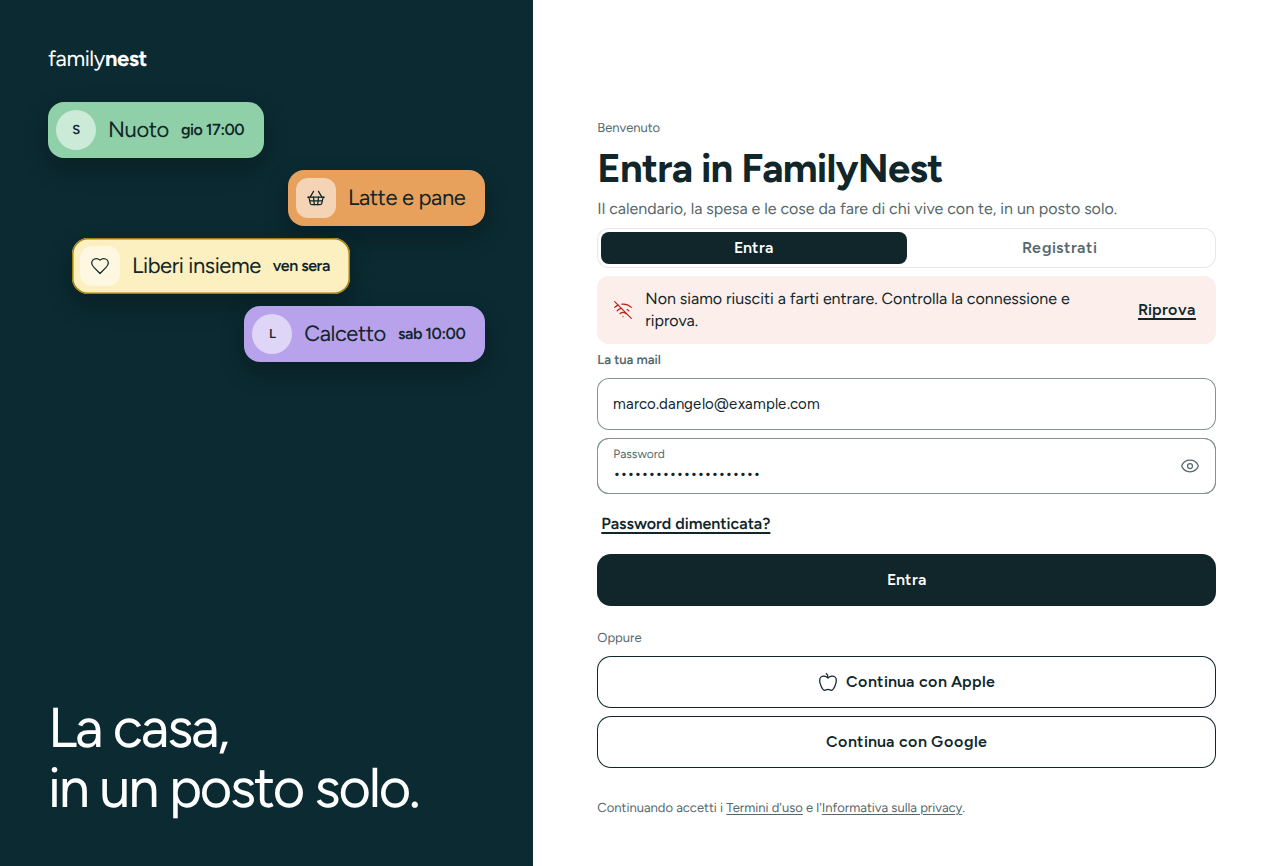 familynest
S Nuoto gio 17:00
Latte e pane
Liberi insieme ven sera
L Calcetto sab 10:00
La casa,
in un posto solo.
Benvenuto
Entra in FamilyNest
Il calendario, la spesa e le cose da fare di chi vive con te, in un posto solo.
Entra Registrati
Non siamo riusciti a farti entrare. Controlla la connessione e
riprova.
Riprova
La tua mail
marco.dangelo@example.com
Password
•••••••••••••••••••••
Password dimenticata?
Entra
Oppure
Continua con Apple
Continua con Google
Continuando accetti i Termini d'uso e l'Informativa sulla privacy.